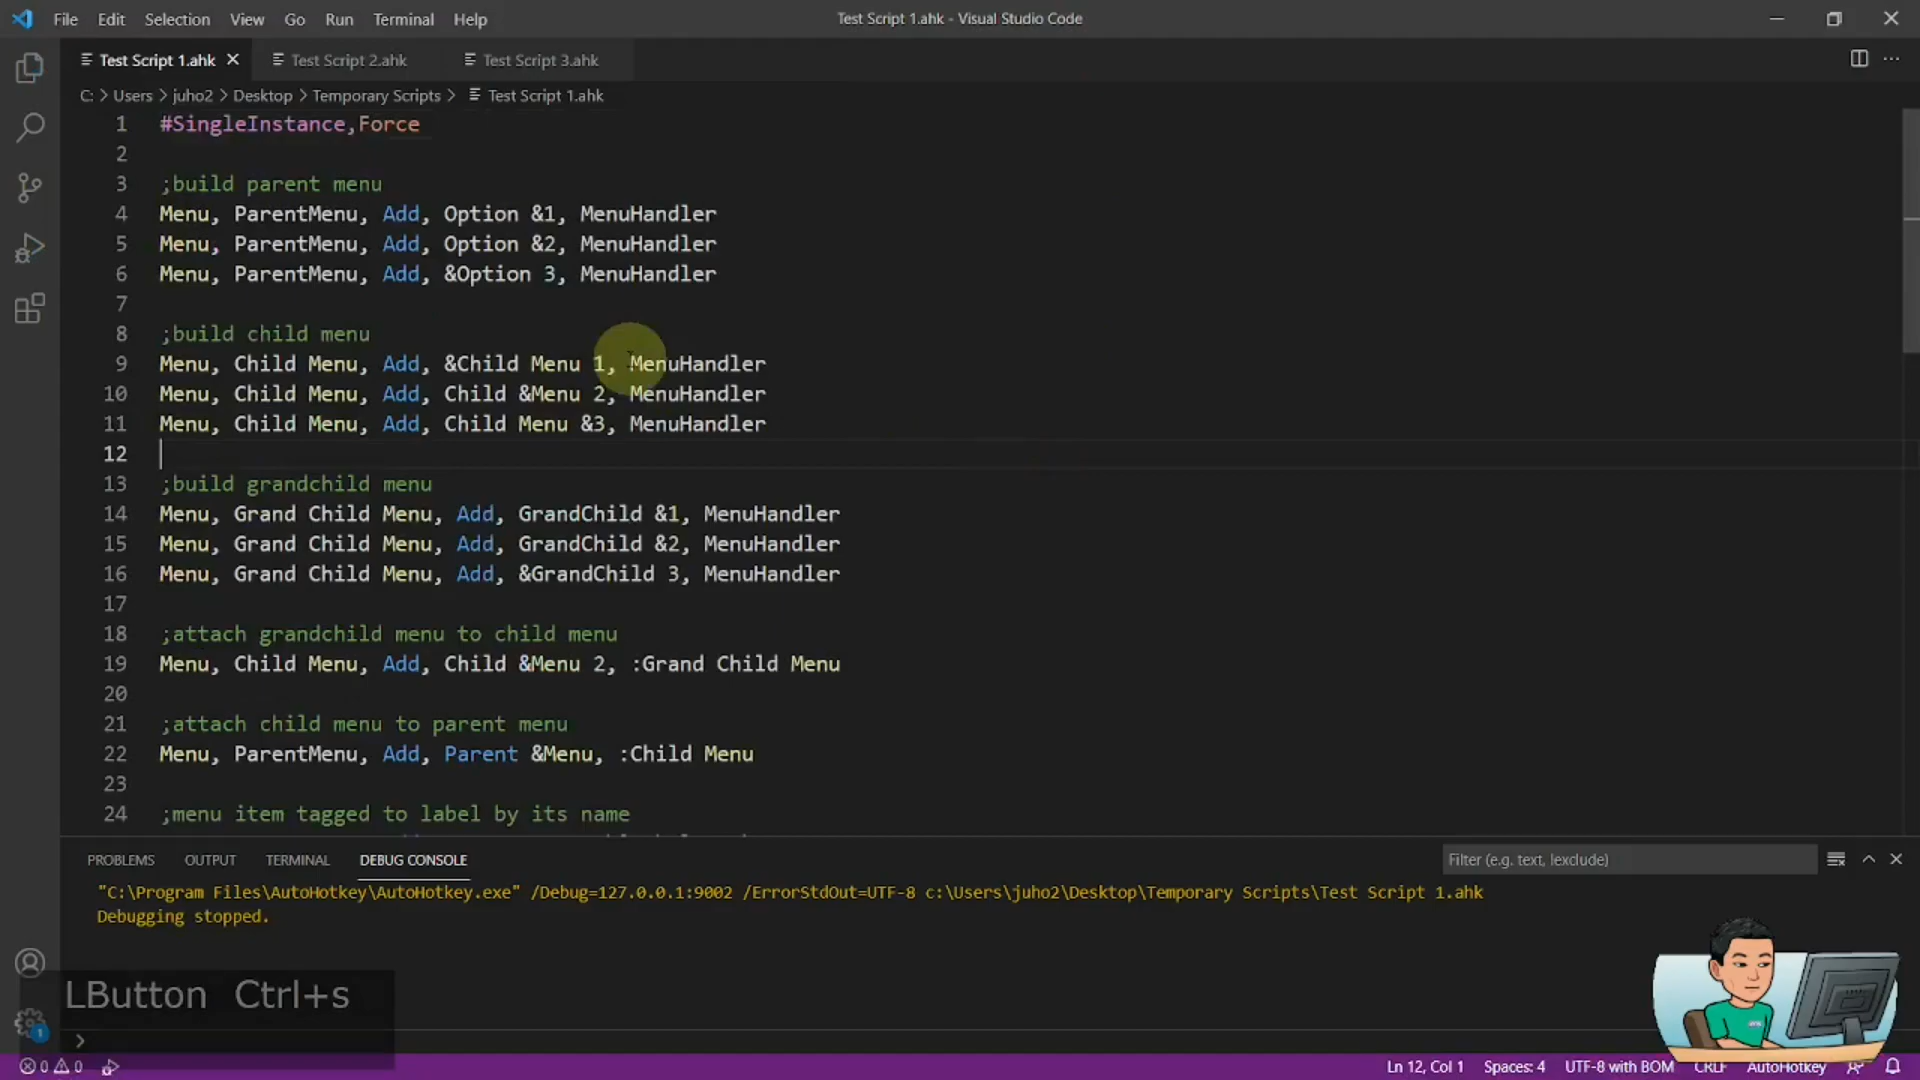 File Edit Selection View Go Run Terminal Help
Test Script 1.ahk - Visual Studio Code
Test Script 1.ahk Test Script 2.ahk Test Script 3.ahk
C: > Users > juho2 > Desktop > Temporary Scripts > Test Script 1.ahk
1 #SingleInstance,Force
2
3 ;build parent menu
4 Menu, ParentMenu, Add, Option &1, MenuHandler
5 Menu, ParentMenu, Add, Option &2, MenuHandler
6 Menu, ParentMenu, Add, &Option 3, MenuHandler
7
8 ;build child menu
9 Menu, Child Menu, Add, &Child Menu 1, MenuHandler
10 Menu, Child Menu, Add, Child &Menu 2, MenuHandler
11 Menu, Child Menu, Add, Child Menu &3, MenuHandler
12
13 ;build grandchild menu
14 Menu, Grand Child Menu, Add, GrandChild &1, MenuHandler
15 Menu, Grand Child Menu, Add, GrandChild &2, MenuHandler
16 Menu, Grand Child Menu, Add, &GrandChild 3, MenuHandler
17
18 ;attach grandchild menu to child menu
19 Menu, Child Menu, Add, Child &Menu 2, :Grand Child Menu
20
21 ;attach child menu to parent menu
22 Menu, ParentMenu, Add, Parent &Menu, :Child Menu
23
24 ;menu item tagged to label by its name
PROBLEMS OUTPUT TERMINAL DEBUG CONSOLE
Filter (e.g. text, !exclude)
"C:\Program Files\AutoHotkey\AutoHotkey.exe" /Debug=127.0.0.1:9002 /ErrorStdOut=UTF-8 c:\Users\juho2\Desktop\Temporary Scripts\Test Script 1.ahk
Debugging stopped.
LButton Ctrl+s
1
0 0
Ln 12, Col 1 Spaces: 4 UTF-8 with BOM CRLF AutoHotkey